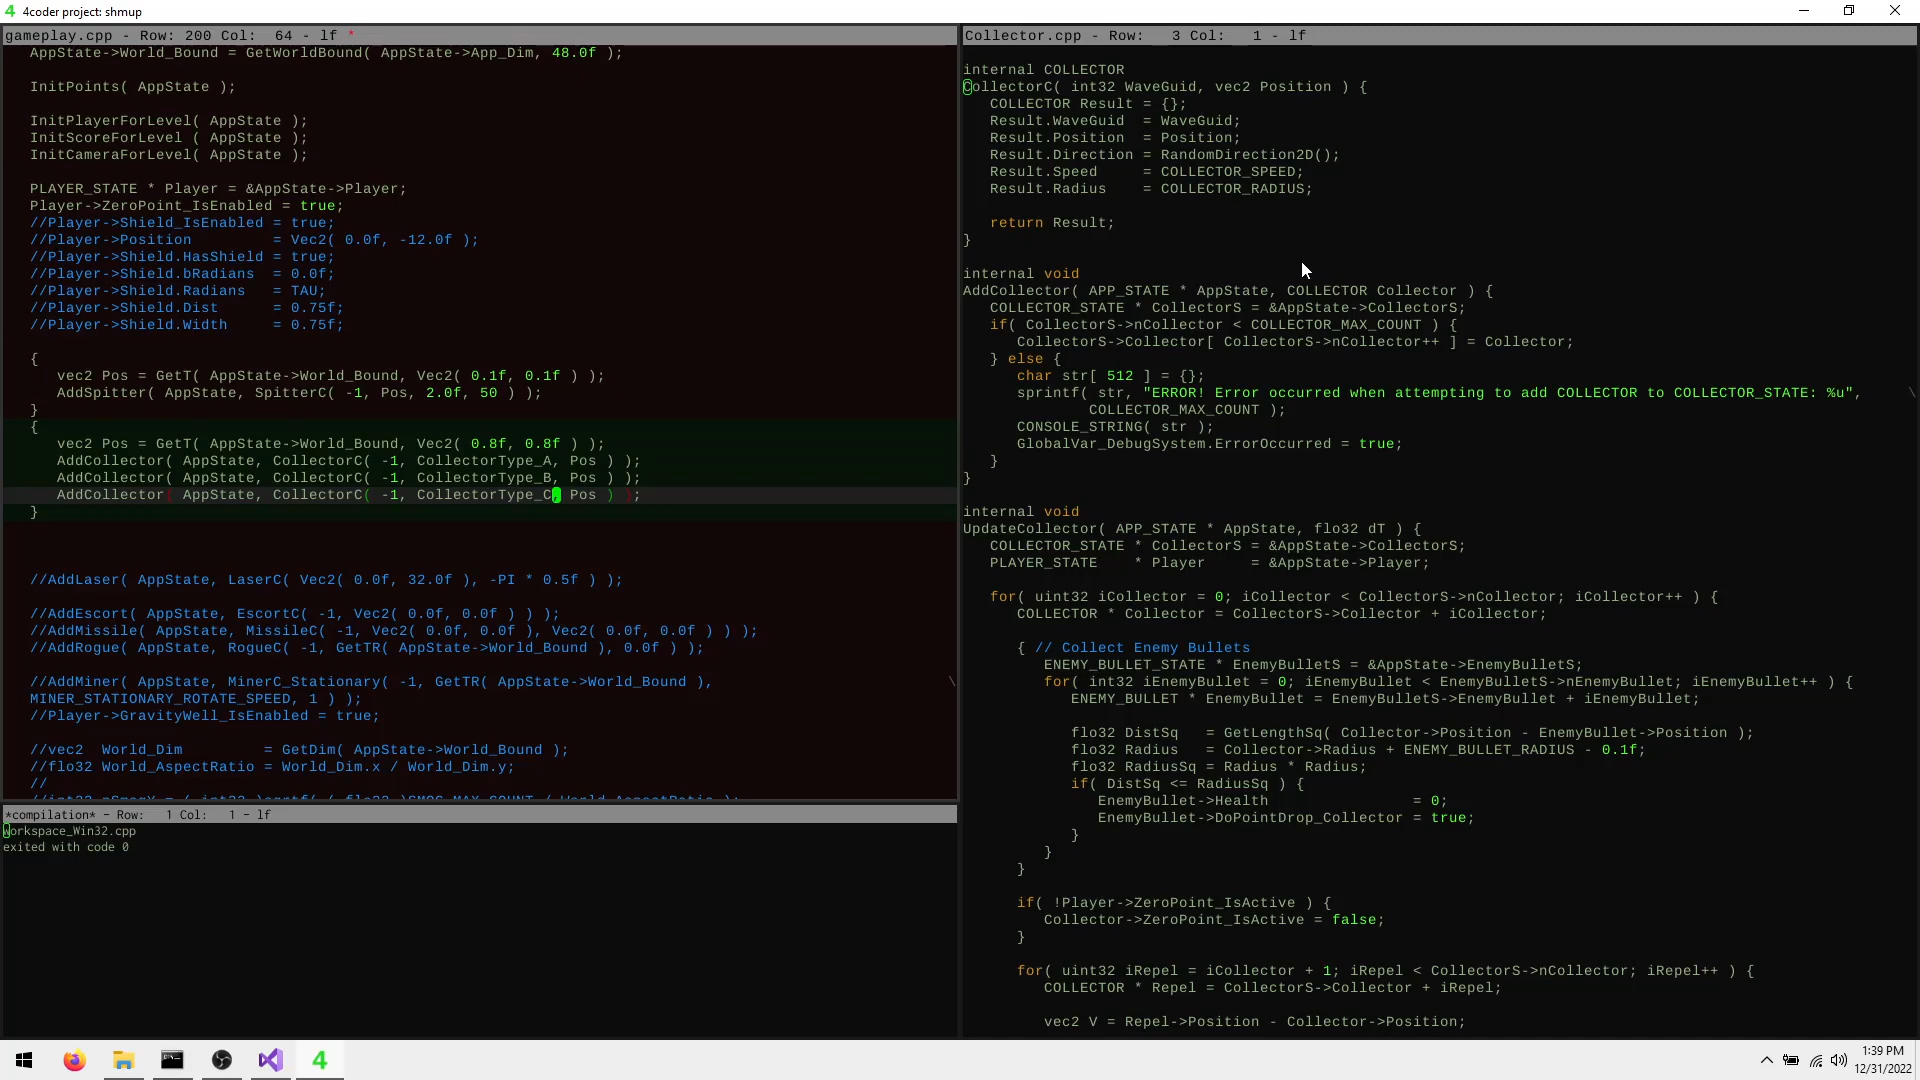 4coder project: shmup
gameplay.cpp - Row: 200 Col:  64 - lf *
AppState->World_Bound = GetWorldBound( AppState->App_Dim, 48.0f );
InitPoints( AppState );
InitPlayerForLevel( AppState );
InitScoreForLevel ( AppState );
InitCameraForLevel( AppState );
PLAYER_STATE * Player = &AppState->Player;
Player->ZeroPoint_IsEnabled = true;
//Player->Shield_IsEnabled = true;
//Player->Position         = Vec2( 0.0f, -12.0f );
//Player->Shield.HasShield = true;
//Player->Shield.bRadians  = 0.0f;
//Player->Shield.Radians   = TAU;
//Player->Shield.Dist      = 0.75f;
//Player->Shield.Width     = 0.75f;
{
vec2 Pos = GetT( AppState->World_Bound, Vec2( 0.1f, 0.1f ) );
AddSpitter( AppState, SpitterC( -1, Pos, 2.0f, 50 ) );
}
{
vec2 Pos = GetT( AppState->World_Bound, Vec2( 0.8f, 0.8f ) );
AddCollector( AppState, CollectorC( -1, CollectorType_A, Pos ) );
AddCollector( AppState, CollectorC( -1, CollectorType_B, Pos ) );
AddCollector( AppState, CollectorC( -1, CollectorType_C, Pos ) );
}
//AddLaser( AppState, LaserC( Vec2( 0.0f, 32.0f ), -PI * 0.5f ) );
//AddEscort( AppState, EscortC( -1, Vec2( 0.0f, 0.0f ) ) );
//AddMissile( AppState, MissileC( -1, Vec2( 0.0f, 0.0f ), Vec2( 0.0f, 0.0f ) ) );
//AddRogue( AppState, RogueC( -1, GetTR( AppState->World_Bound ), 0.0f ) );
//AddMiner( AppState, MinerC_Stationary( -1, GetTR( AppState->World_Bound ), \
MINER_STATIONARY_ROTATE_SPEED, 1 ) );
//Player->GravityWell_IsEnabled = true;
//vec2  World_Dim         = GetDim( AppState->World_Bound );
//flo32 World_AspectRatio = World_Dim.x / World_Dim.y;
//
//int32 nSmogY = ( int32 )sqrtf( ( flo32 )SMOG_MAX_COUNT / World_AspectRatio );
*compilation* - Row:   1 Col:   1 - lf
workspace_Win32.cpp
exited with code 0
Collector.cpp - Row:   3 Col:   1 - lf
internal COLLECTOR
CollectorC( int32 WaveGuid, vec2 Position ) {
COLLECTOR Result = {};
Result.WaveGuid  = WaveGuid;
Result.Position  = Position;
Result.Direction = RandomDirection2D();
Result.Speed     = COLLECTOR_SPEED;
Result.Radius    = COLLECTOR_RADIUS;
return Result;
}
internal void
AddCollector( APP_STATE * AppState, COLLECTOR Collector ) {
COLLECTOR_STATE * CollectorS = &AppState->CollectorS;
if( CollectorS->nCollector < COLLECTOR_MAX_COUNT ) {
CollectorS->Collector[ CollectorS->nCollector++ ] = Collector;
} else {
char str[ 512 ] = {};
sprintf( str, "ERROR! Error occurred when attempting to add COLLECTOR to COLLECTOR_STATE: %u", \
COLLECTOR_MAX_COUNT );
CONSOLE_STRING( str );
GlobalVar_DebugSystem.ErrorOccurred = true;
}
}
internal void
UpdateCollector( APP_STATE * AppState, flo32 dT ) {
COLLECTOR_STATE * CollectorS = &AppState->CollectorS;
PLAYER_STATE    * Player     = &AppState->Player;
for( uint32 iCollector = 0; iCollector < CollectorS->nCollector; iCollector++ ) {
COLLECTOR * Collector = CollectorS->Collector + iCollector;
{ // Collect Enemy Bullets
ENEMY_BULLET_STATE * EnemyBulletS = &AppState->EnemyBulletS;
for( int32 iEnemyBullet = 0; iEnemyBullet < EnemyBulletS->nEnemyBullet; iEnemyBullet++ ) {
ENEMY_BULLET * EnemyBullet = EnemyBulletS->EnemyBullet + iEnemyBullet;
flo32 DistSq   = GetLengthSq( Collector->Position - EnemyBullet->Position );
flo32 Radius   = Collector->Radius + ENEMY_BULLET_RADIUS - 0.1f;
flo32 RadiusSq = Radius * Radius;
if( DistSq <= RadiusSq ) {
EnemyBullet->Health                = 0;
EnemyBullet->DoPointDrop_Collector = true;
}
}
}
if( !Player->ZeroPoint_IsActive ) {
Collector->ZeroPoint_IsActive = false;
}
for( uint32 iRepel = iCollector + 1; iRepel < CollectorS->nCollector; iRepel++ ) {
COLLECTOR * Repel = CollectorS->Collector + iRepel;
vec2 V = Repel->Position - Collector->Position;
4
1:39 PM
12/31/2022